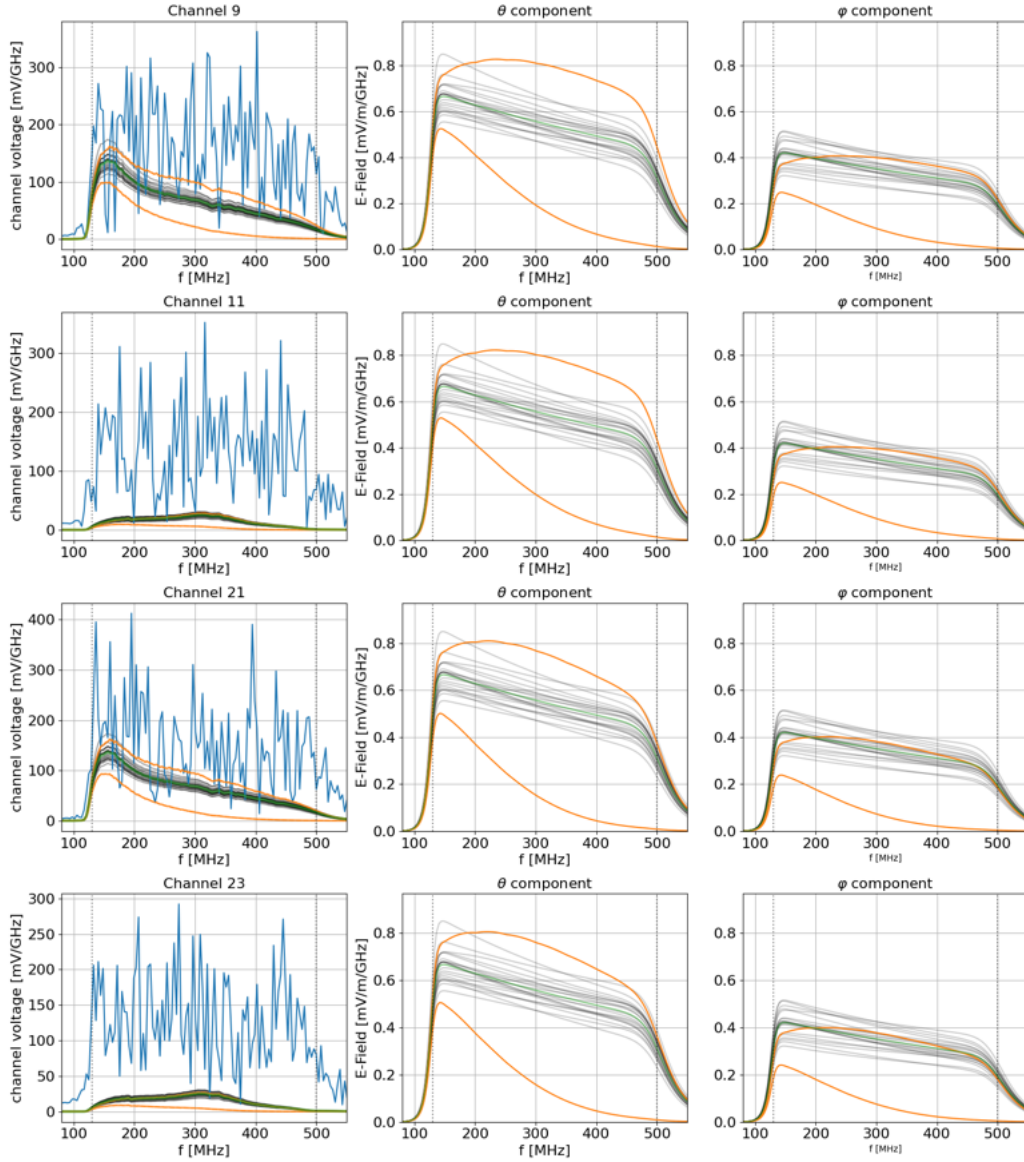 Channel 9 θ component φ component
channel voltage [mV/GHz]
300
200
100
0
100 200 300 400 500
f [MHz]
E-Field [mV/m/GHz]
0.8
0.6
0.4
0.2
0.0
100 200 300 400 500
f [MHz]
0.8
0.6
0.4
0.2
0.0
100 200 300 400 500
f [MHz]
Channel 11 θ component φ component
channel voltage [mV/GHz]
300
200
100
0
100 200 300 400 500
f [MHz]
E-Field [mV/m/GHz]
0.8
0.6
0.4
0.2
0.0
100 200 300 400 500
f [MHz]
0.8
0.6
0.4
0.2
0.0
100 200 300 400 500
f [MHz]
Channel 21 θ component φ component
channel voltage [mV/GHz]
400
300
200
100
0
100 200 300 400 500
f [MHz]
E-Field [mV/m/GHz]
0.8
0.6
0.4
0.2
0.0
100 200 300 400 500
f [MHz]
0.8
0.6
0.4
0.2
0.0
100 200 300 400 500
f [MHz]
Channel 23 θ component φ component
channel voltage [mV/GHz]
300
250
200
150
100
50
0
100 200 300 400 500
f [MHz]
E-Field [mV/m/GHz]
0.8
0.6
0.4
0.2
0.0
100 200 300 400 500
f [MHz]
0.8
0.6
0.4
0.2
0.0
100 200 300 400 500
f [MHz]